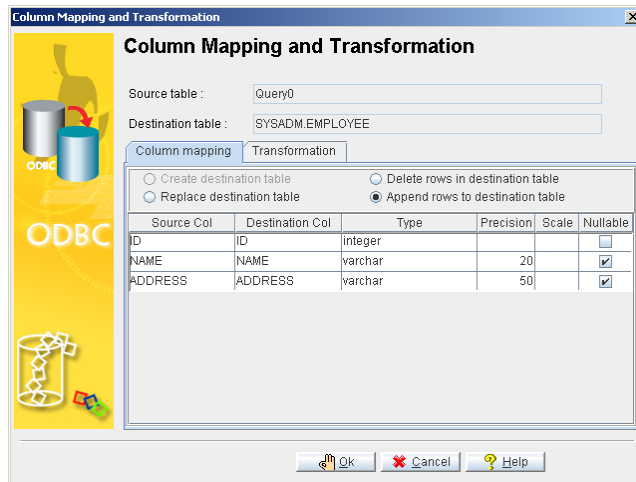 Column Mapping and Transformation
Column Mapping and Transformation
Source table : Query0
Destination table : SYSADM.EMPLOYEE
Column mapping Transformation
Create destination table Delete rows in destination table
Replace destination table Append rows to destination table
Source Col Destination Col Type Precision Scale Nullable
ID ID integer
NAME NAME varchar 20
ADDRESS ADDRESS varchar 50
ODBC
ODBC
Ok Cancel Help